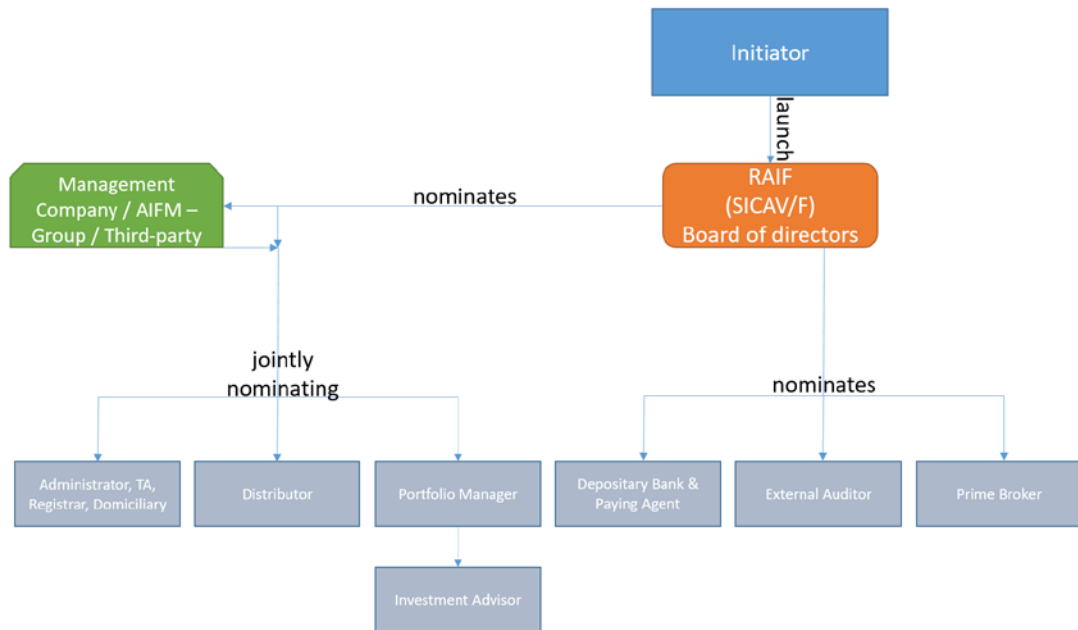 Initiator
launch
Management
Company / AIFM –
Group / Third-party
nominates
RAIF
(SICAV/F)
Board of directors
jointly
nominating
nominates
Administrator, TA,
Registrar, Domiciliary
Distributor
Portfolio Manager
Depositary Bank &
Paying Agent
External Auditor
Prime Broker
Investment Advisor